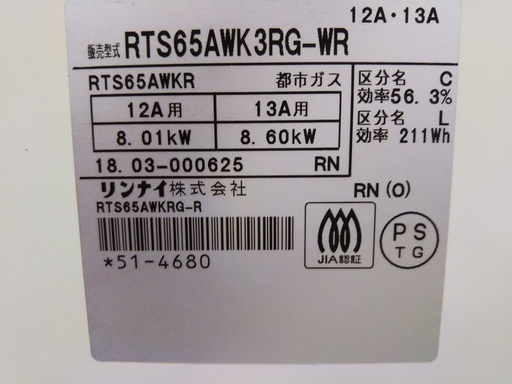 12A・13A
販売型式 RTS65AWK3RG-WR
RTS65AWKR 都市ガス
12A用 13A用
8.01kW 8.60kW
18.03-000625 RN
リンナイ株式会社
RTS65AWKRG-R
*51-4680
区分名 C
効率56.3%
区分名 L
効率 211Wh
RN(O)
JIA認証
PS
TG